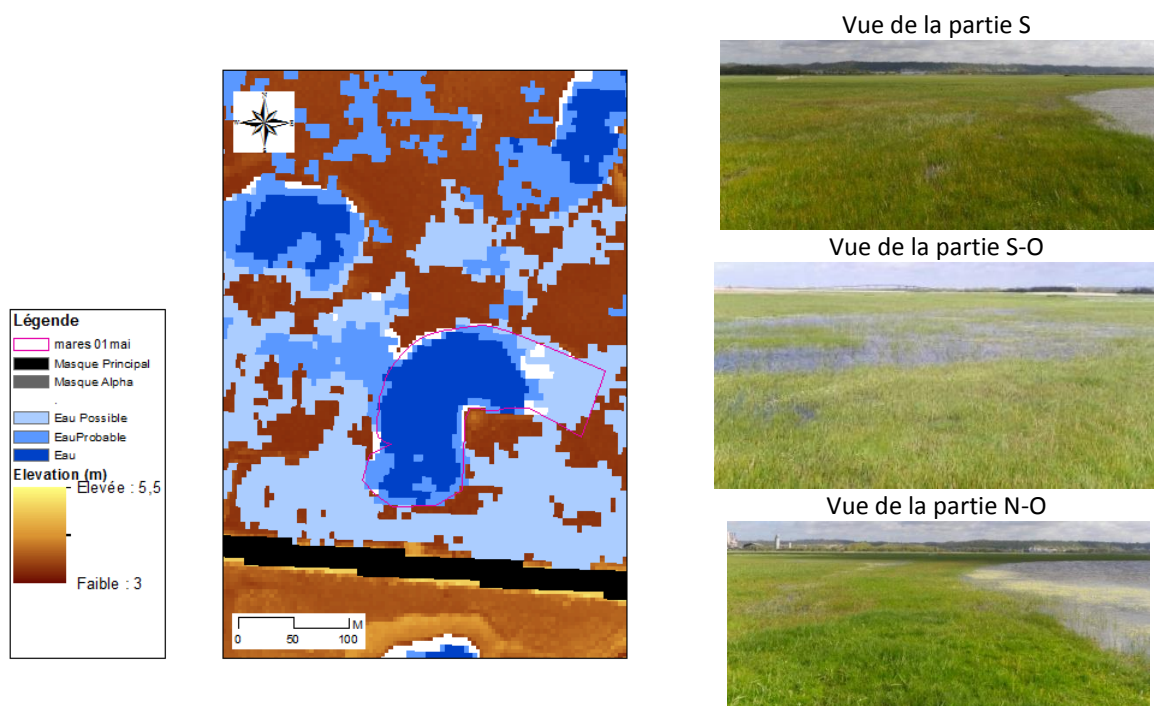 Vue de la partie S
Vue de la partie S-O
Vue de la partie N-O
Légende
mares 01mai
Masque Principal
Masque Alpha
.
Eau Possible
EauProbable
Eau
Elevation (m)
Elevée : 5,5
Faible : 3
M
0 50 100